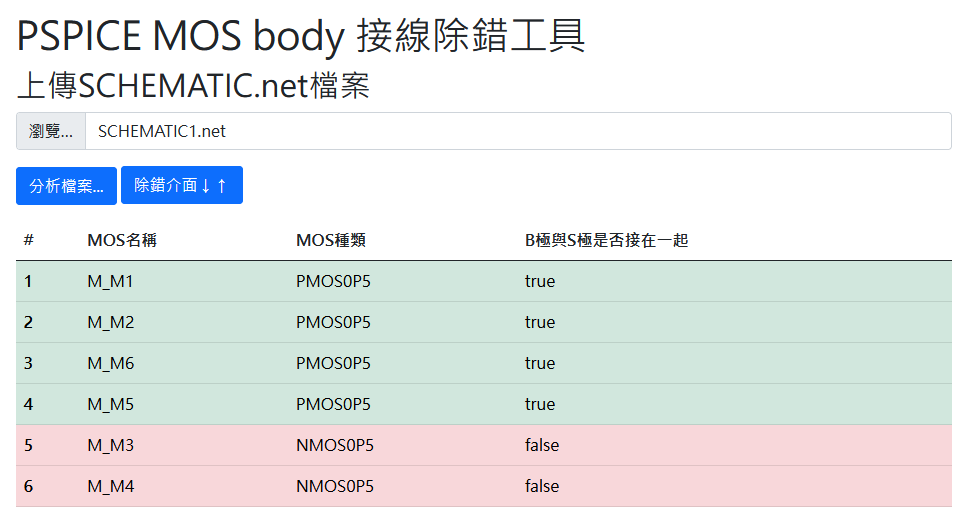 PSPICE MOS body 接線除錯工具
上傳SCHEMATIC.net檔案
瀏覽... SCHEMATIC1.net
分析檔案... 除錯介面↓↑
# MOS名稱 MOS種類 B極與S極是否接在一起
1 M_M1 PMOS0P5 true
2 M_M2 PMOS0P5 true
3 M_M6 PMOS0P5 true
4 M_M5 PMOS0P5 true
5 M_M3 NMOS0P5 false
6 M_M4 NMOS0P5 false